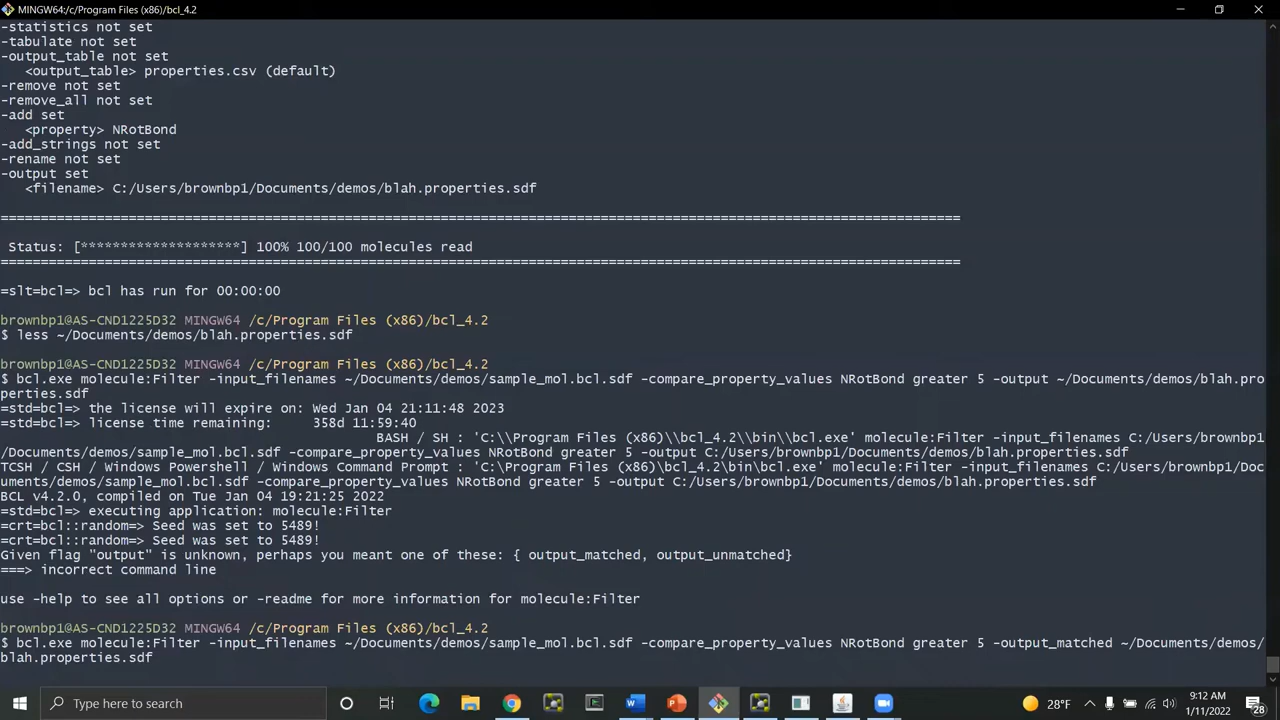 MINGW64:/c/Program Files (x86)/bcl_4.2
-statistics not set
-tabulate not set
-output_table not set
<output_table> properties.csv (default)
-remove not set
-remove_all not set
-add set
<property> NRotBond
-add_strings not set
-rename not set
-output set
<filename> C:/Users/brownbp1/Documents/demos/blah.properties.sdf
========================================================================================================================
Status: [********************] 100% 100/100 molecules read
========================================================================================================================
=slt=bcl=> bcl has run for 00:00:00
brownbp1@AS-CND1225D32 MINGW64 /c/Program Files (x86)/bcl_4.2
$ less ~/Documents/demos/blah.properties.sdf
brownbp1@AS-CND1225D32 MINGW64 /c/Program Files (x86)/bcl_4.2
$ bcl.exe molecule:Filter -input_filenames ~/Documents/demos/sample_mol.bcl.sdf -compare_property_values NRotBond greater 5 -output ~/Documents/demos/blah.pro
perties.sdf
=std=bcl=> the license will expire on: Wed Jan 04 21:11:48 2023
=std=bcl=> license time remaining: 358d 11:59:40
BASH / SH : 'C:\\Program Files (x86)\\bcl_4.2\\bin\\bcl.exe' molecule:Filter -input_filenames C:/Users/brownbp1
/Documents/demos/sample_mol.bcl.sdf -compare_property_values NRotBond greater 5 -output C:/Users/brownbp1/Documents/demos/blah.properties.sdf
TCSH / CSH / Windows Powershell / Windows Command Prompt : 'C:\Program Files (x86)\bcl_4.2\bin\bcl.exe' molecule:Filter -input_filenames C:/Users/brownbp1/Doc
uments/demos/sample_mol.bcl.sdf -compare_property_values NRotBond greater 5 -output C:/Users/brownbp1/Documents/demos/blah.properties.sdf
BCL v4.2.0, compiled on Tue Jan 04 19:21:25 2022
=std=bcl=> executing application: molecule:Filter
=crt=bcl::random=> Seed was set to 5489!
=crt=bcl::random=> Seed was set to 5489!
Given flag "output" is unknown, perhaps you meant one of these: { output_matched, output_unmatched}
===> incorrect command line
use -help to see all options or -readme for more information for molecule:Filter
brownbp1@AS-CND1225D32 MINGW64 /c/Program Files (x86)/bcl_4.2
$ bcl.exe molecule:Filter -input_filenames ~/Documents/demos/sample_mol.bcl.sdf -compare_property_values NRotBond greater 5 -output_matched ~/Documents/demos/
blah.properties.sdf
Type here to search
28°F
9:12 AM
1/11/2022
28